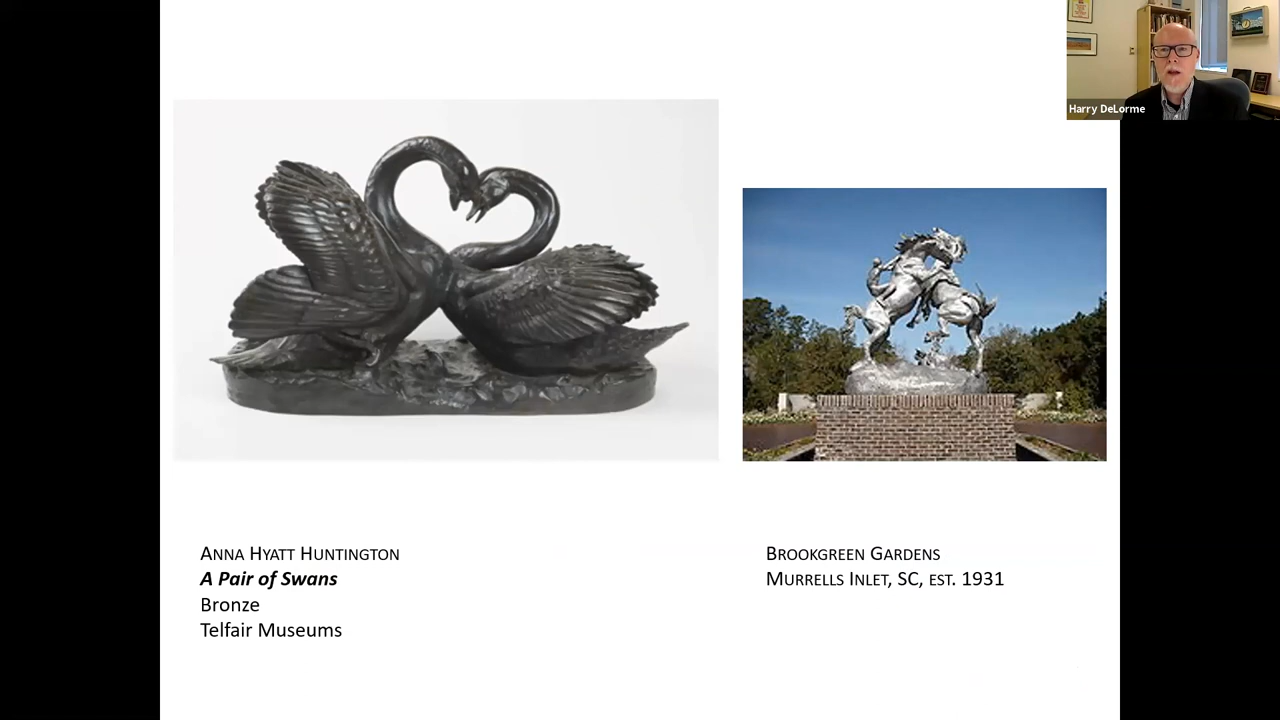 Harry DeLorme
Anna Hyatt Huntington
A Pair of Swans
Bronze
Telfair Museums
Brookgreen Gardens
Murrells Inlet, SC, est. 1931